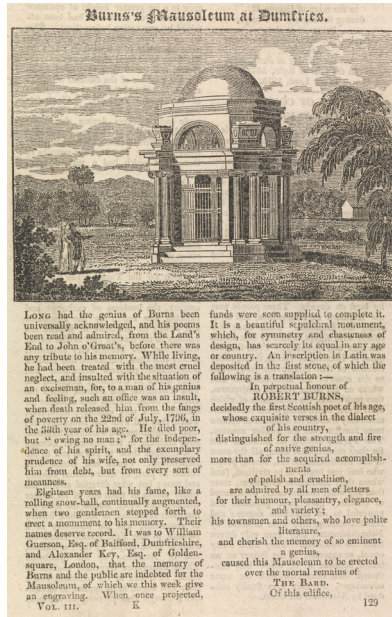 Burns's Mausoleum at Dumfries.
LONG had the genius of Burns been
universally acknowledged, and his poems
been read and admired, from the Land's
End to John o'Groat's, before there was
any tribute to his memory. While living,
he had been treated with the most cruel
neglect, and insulted with the situation of
an exciseman, for, to a man of his genius
and feeling, such an office was an insult,
when death released him from the fangs
of poverty on the 22nd of July, 1796, in
the 38th year of his age. He died poor,
but "owing no man;" for the indepen-
dence of his spirit, and the exemplary
prudence of his wife, not only preserved
him from debt, but from every sort of
meanness.
Eighteen years had his fame, like a
rolling snow-ball, continually augmented,
when two gentlemen stepped forth to
erect a monument to his memory. Their
names deserve record. It was to William
Guerson, Esq. of Baitford, Dumfrieshire,
and Alexander Key, Esq. of Golden-
square, London, that the memory of
Burns and the public are indebted for the
Mausoleum, of which we this week give
an engraving. When once projected,
VOL. III. K
funds were soon supplied to complete it.
It is a beautiful sepulchral monument,
which, for symmetry and chasteness of
design, has scarcely its equal in any age
or country. An inscription in Latin was
deposited in the first stone, of which the
following is a translation:—
In perpetual honour of
ROBERT BURNS,
decidedly the first Scottish poet of his age,
whose exquisite verses in the dialect
of his country,
distinguished for the strength and fire
of native genius,
more than for the acquired accomplish-
ments
of polish and erudition,
are admired by all men of letters
for their humour, pleasantry, elegance,
and variety;
his townsmen and others, who love polite
literature,
and cherish the memory of so eminent
a genius,
caused this Mausoleum to be erected
over the mortal remains of
THE BARD.
Of this edifice,
129